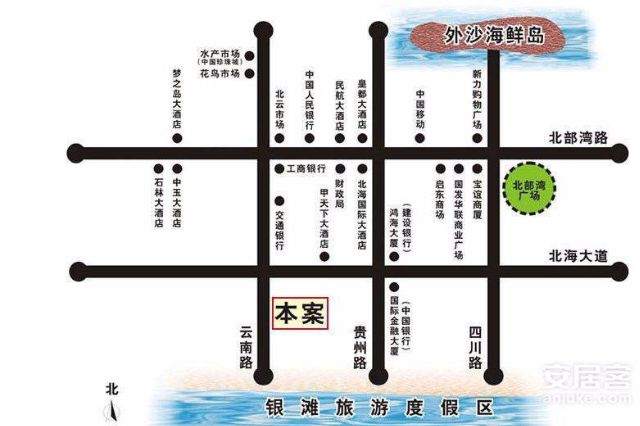 外沙海鲜岛
水产市场
(中国珍珠城)
花鸟市场
梦之岛大酒店
北云市场
中国人民银行
民航大酒店
皇都大酒店
中国移动
新力购物广场
北部湾路
石林大酒店
中玉大酒店
工商银行
交通银行
甲天下大酒店
财政局
北海国际大酒店
鸿海大厦
(建设银行)
启东商场
国发华联商业广场
宝谊商厦
北部湾
广场
北海大道
本案
国际金融大厦
(中国银行)
云南路
贵州路
四川路
北
银滩旅游度假区
安居客
anjuke.com